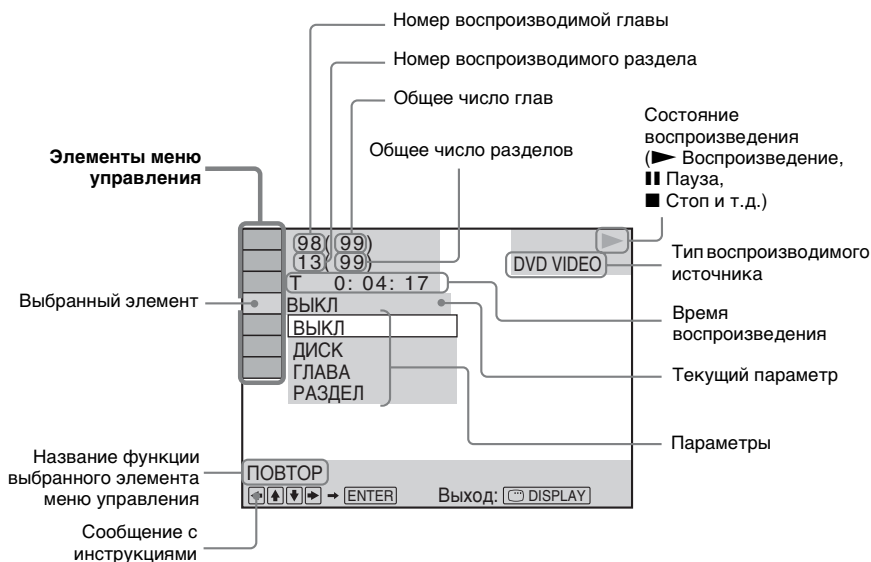 Номер воспроизводимой главы
Номер воспроизводимого раздела
Общее число глав
Общее число разделов
Состояние
воспроизведения
(► Воспроизведение,
❚❚ Пауза,
■ Стоп и т.д.)
Элементы меню
управления
98( 99)
13( 99)
T 0: 04: 17
DVD VIDEO
Тип воспроизводимого
источника
Выбранный элемент
ВЫКЛ
ВЫКЛ
ДИСК
ГЛАВА
РАЗДЕЛ
Время
воспроизведения
Текущий параметр
Параметры
Название функции
выбранного элемента
меню управления
ПОВТОР
ENTER
Выход: DISPLAY
Сообщение с
инструкциями